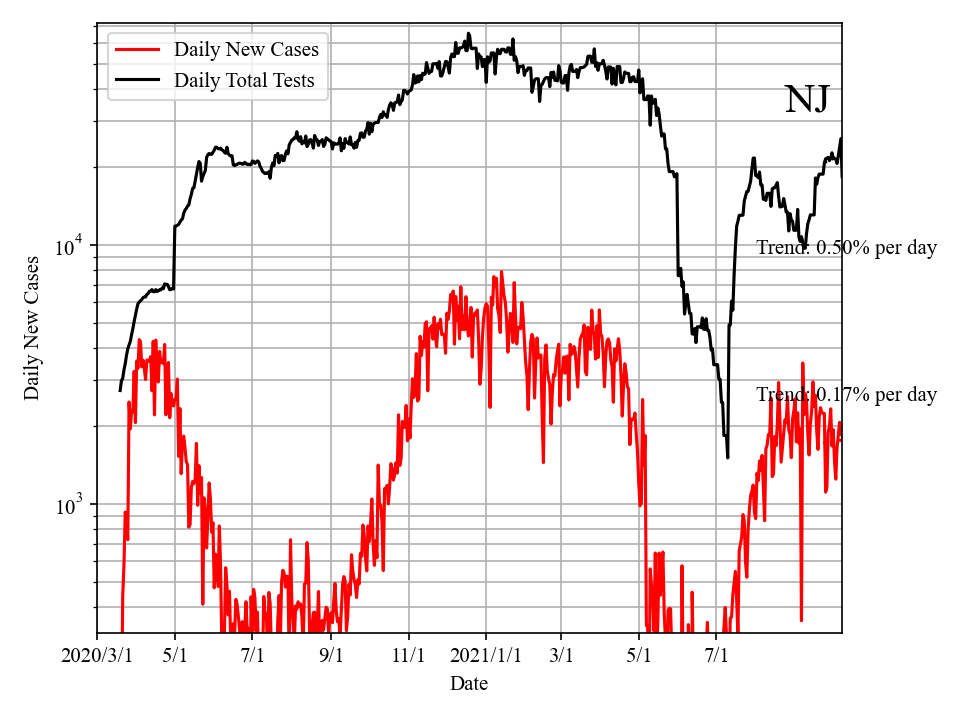 Daily New Cases
Daily Total Tests
NJ
10^4
Trend: 0.50% per day
Daily New Cases
Trend: 0.17% per day
10^3
2020/3/1 5/1 7/1 9/1 11/1 2021/1/1 3/1 5/1 7/1
Date